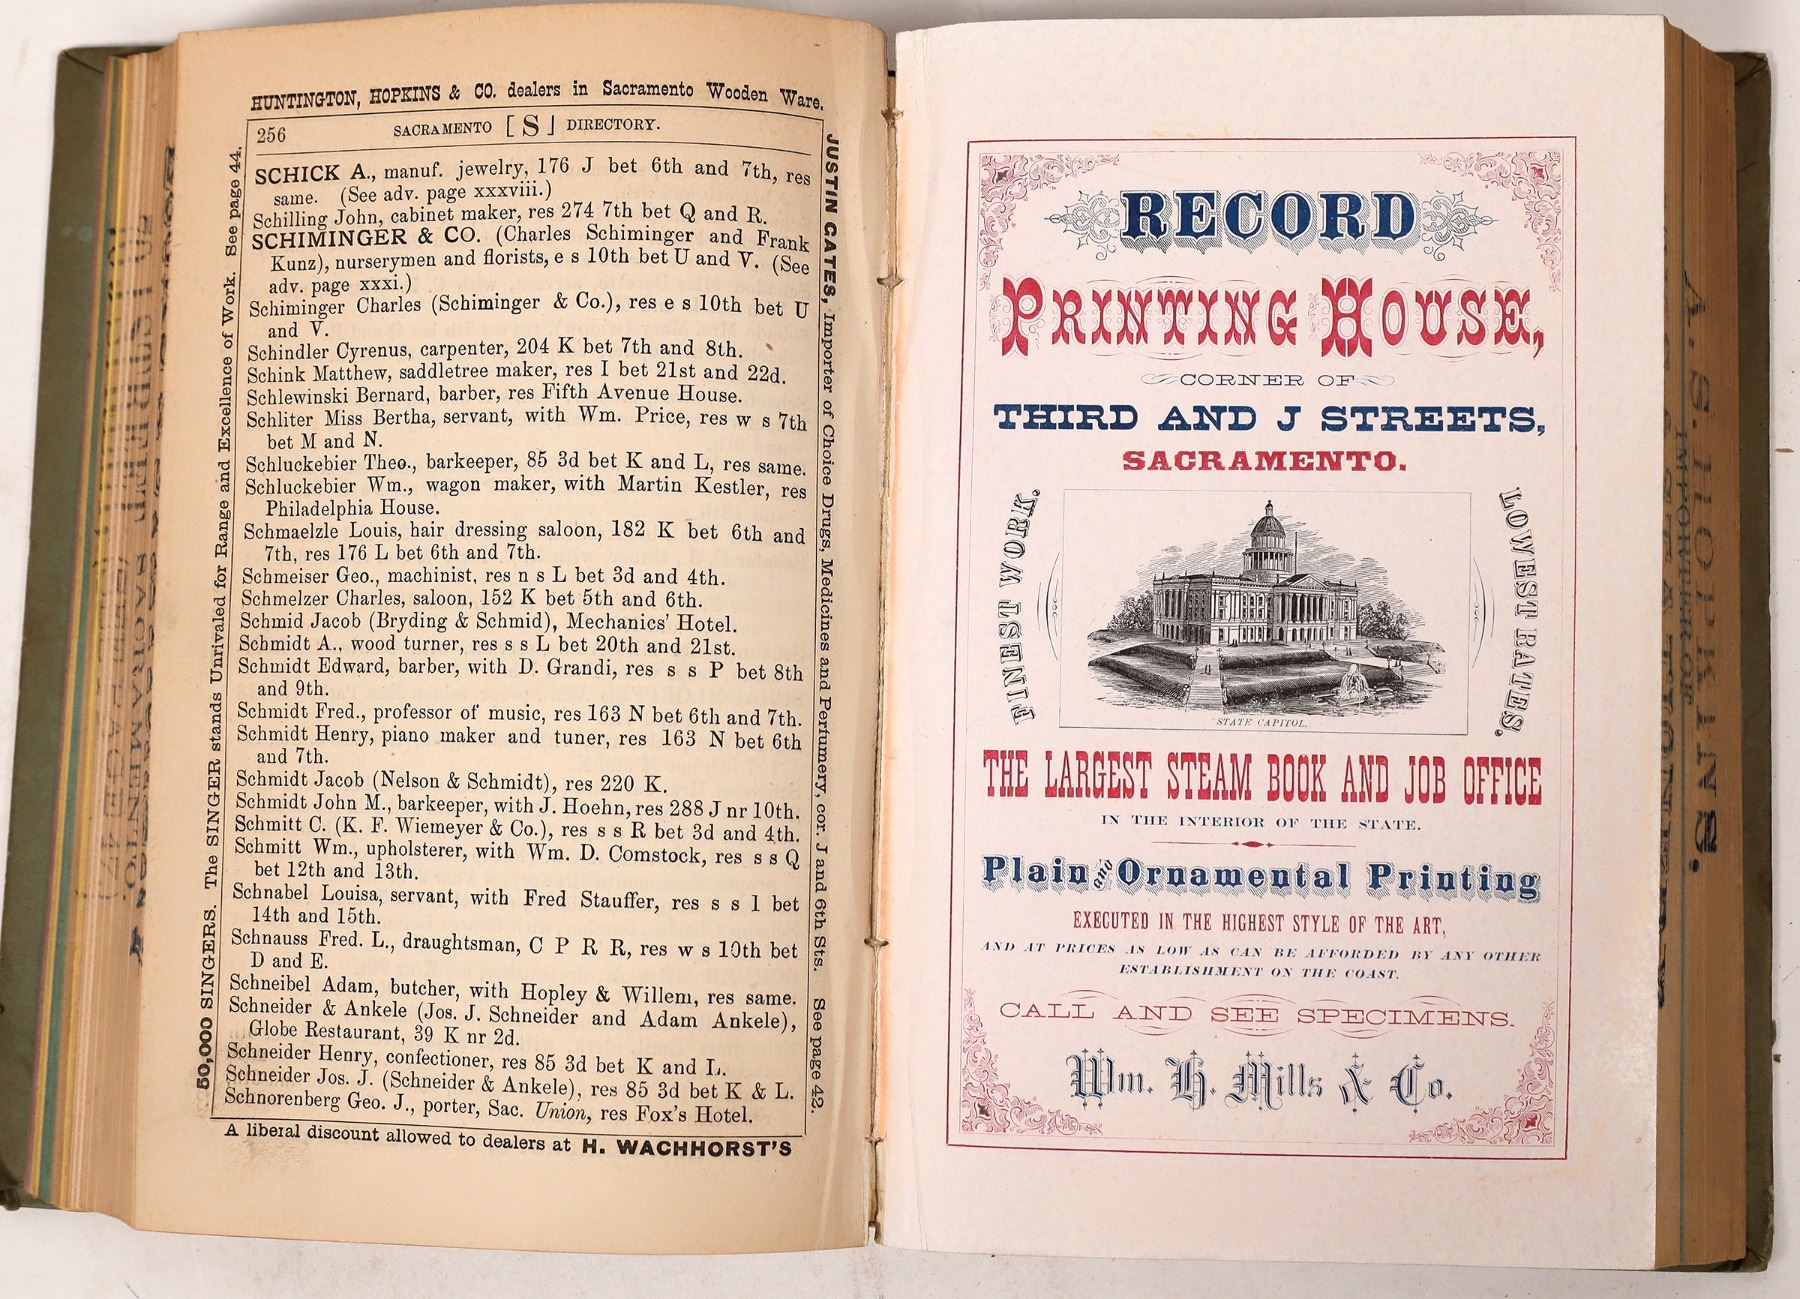 HUNTINGTON, HOPKINS & CO. dealers in Sacramento Wooden Ware.
256 SACRAMENTO [S] DIRECTORY.
SCHICK A., manuf. jewelry, 176 J bet 6th and 7th, res
same. (See adv. page xxxviii.)
Schilling John, cabinet maker, res 274 7th bet Q and R.
SCHIMINGER & CO. (Charles Schiminger and Frank
Kunz), nurserymen and florists, e s 10th bet U and V. (See
adv. page xxxi.)
Schiminger Charles (Schiminger & Co.), res e s 10th bet U
and V.
Schindler Cyrenus, carpenter, 204 K bet 7th and 8th.
Schink Matthew, saddletree maker, res I bet 21st and 22d.
Schlewinski Bernard, barber, res Fifth Avenue House.
Schliter Miss Bertha, servant, with Wm. Price, res w s 7th
bet M and N.
Schluckebier Theo., barkeeper, 85 3d bet K and L, res same.
Schluckebier Wm., wagon maker, with Martin Kestler, res
Philadelphia House.
Schmaelzle Louis, hair dressing saloon, 182 K bet 6th and
7th, res 176 L bet 6th and 7th.
Schmeiser Geo., machinist, res n s L bet 3d and 4th.
Schmelzer Charles, saloon, 152 K bet 5th and 6th.
Schmid Jacob (Bryding & Schmid), Mechanics' Hotel.
Schmidt A., wood turner, res s s L bet 20th and 21st.
Schmidt Edward, barber, with D. Grandi, res s s P bet 8th
and 9th.
Schmidt Fred., professor of music, res 163 N bet 6th and 7th.
Schmidt Henry, piano maker and tuner, res 163 N bet 6th
and 7th.
Schmidt Jacob (Nelson & Schmidt), res 220 K.
Schmidt John M., barkeeper, with J. Hoehn, res 288 J nr 10th.
Schmitt C. (K. F. Wiemeyer & Co.), res s s R bet 3d and 4th.
Schmitt Wm., upholsterer, with Wm. D. Comstock, res s s Q
bet 12th and 13th.
Schnabel Louisa, servant, with Fred Stauffer, res s s I bet
14th and 15th.
Schnauss Fred. L., draughtsman, C P R R, res w s 10th bet
D and E.
Schneibel Adam, butcher, with Hopley & Willem, res same.
Schneider & Ankele (Jos. J. Schneider and Adam Ankele),
Globe Restaurant, 39 K nr 2d.
Schneider Henry, confectioner, res 85 3d bet K and L.
Schneider Jos. J. (Schneider & Ankele), res 85 3d bet K & L.
Schnorenberg Geo. J., porter, Sac. Union, res Fox's Hotel.
A liberal discount allowed to dealers at H. WACHHORST'S
50,000 SINGERS. The SINGER stands Unrivaled for Range and Excellence of Work. See page 44.
JUSTIN GATES, Importer of Choice Drugs, Medicines and Perfumery, cor. J and 6th Sts. See page 42.
RECORD
PRINTING HOUSE,
CORNER OF
THIRD AND J STREETS,
SACRAMENTO.
FINEST WORK.
LOWEST RATES.
STATE CAPITOL.
THE LARGEST STEAM BOOK AND JOB OFFICE
IN THE INTERIOR OF THE STATE.
Plain and Ornamental Printing
EXECUTED IN THE HIGHEST STYLE OF THE ART,
AND AT PRICES AS LOW AS CAN BE AFFORDED BY ANY OTHER
ESTABLISHMENT ON THE COAST.
CALL AND SEE SPECIMENS.
Wm. H. Mills & Co.
A. S. HOPKINS.